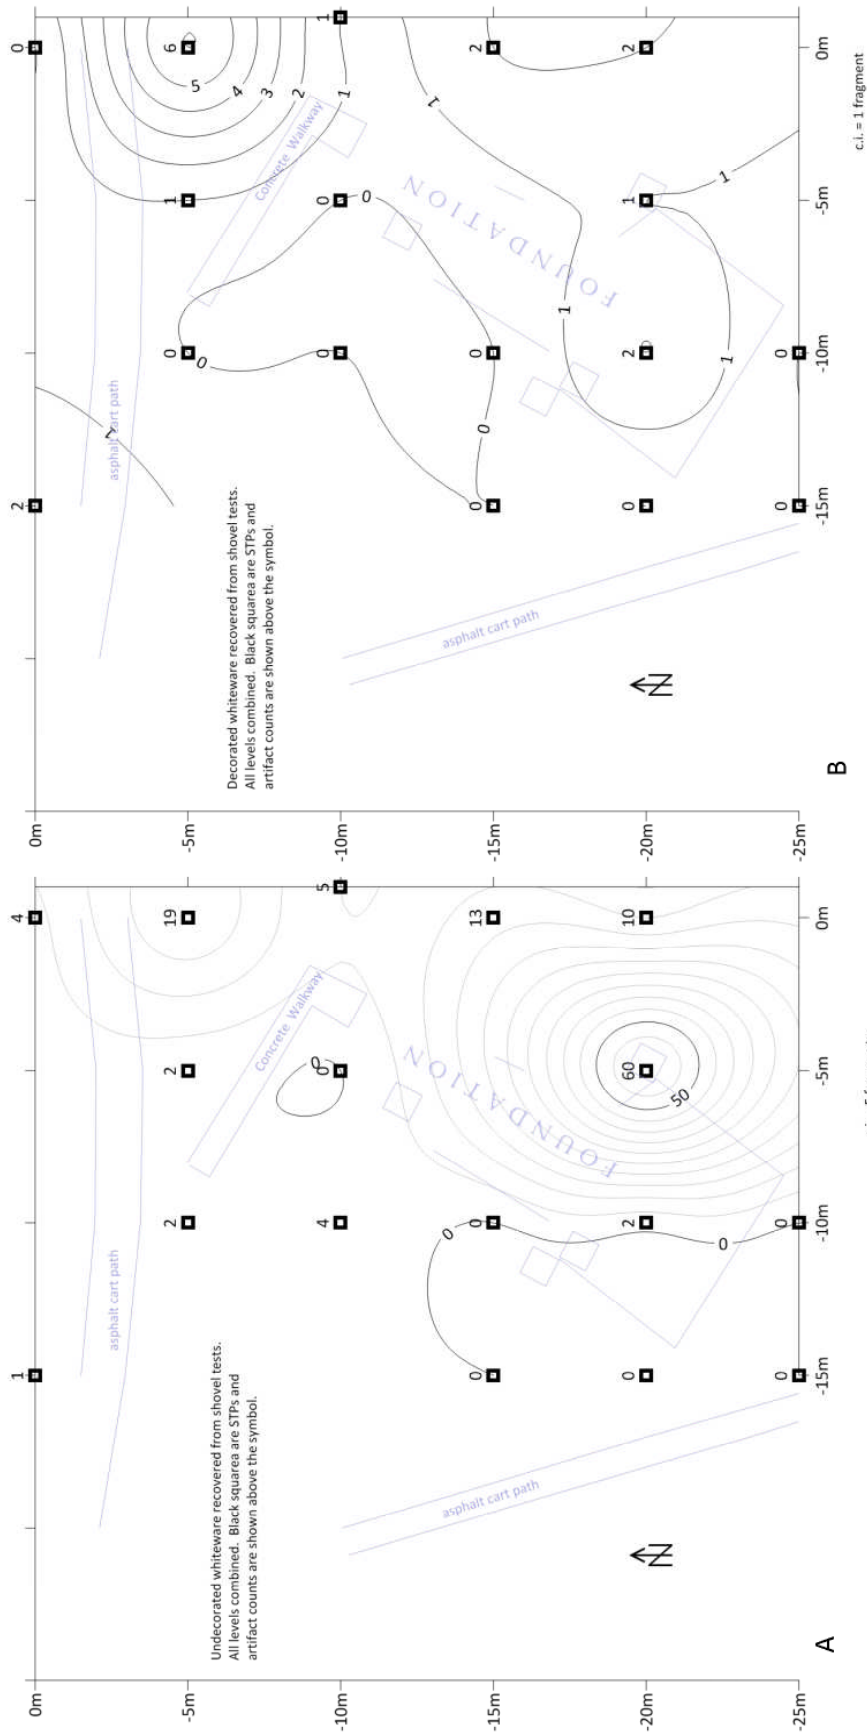 0m
1
4
asphalt cart path
-5m
2
2
19
Undecorated whiteware recovered from shovel tests.
All levels combined. Black squarea are STPs and
artifact counts are shown above the symbol.
Concrete Walkway
-10m
4
0
0
5
FOUNDATION
0
-15m
0
0
13
asphalt cart path
-20m
0
2
60
10
50
N
0
-25m
0
0
-15m
-10m
-5m
0m
A
0m
2
0
1
asphalt cart path
-5m
0
1
6
0
5
4
3
2
1
Decorated whiteware recovered from shovel tests.
All levels combined. Black squarea are STPs and
artifact counts are shown above the symbol.
Concrete Walkway
-10m
0
0
1
0
1
FOUNDATION
-15m
0
0
2
0
asphalt cart path
1
-20m
0
2
1
2
N
1
1
-25m
0
0
-15m
-10m
-5m
0m
c.i. = 1 fragment
B